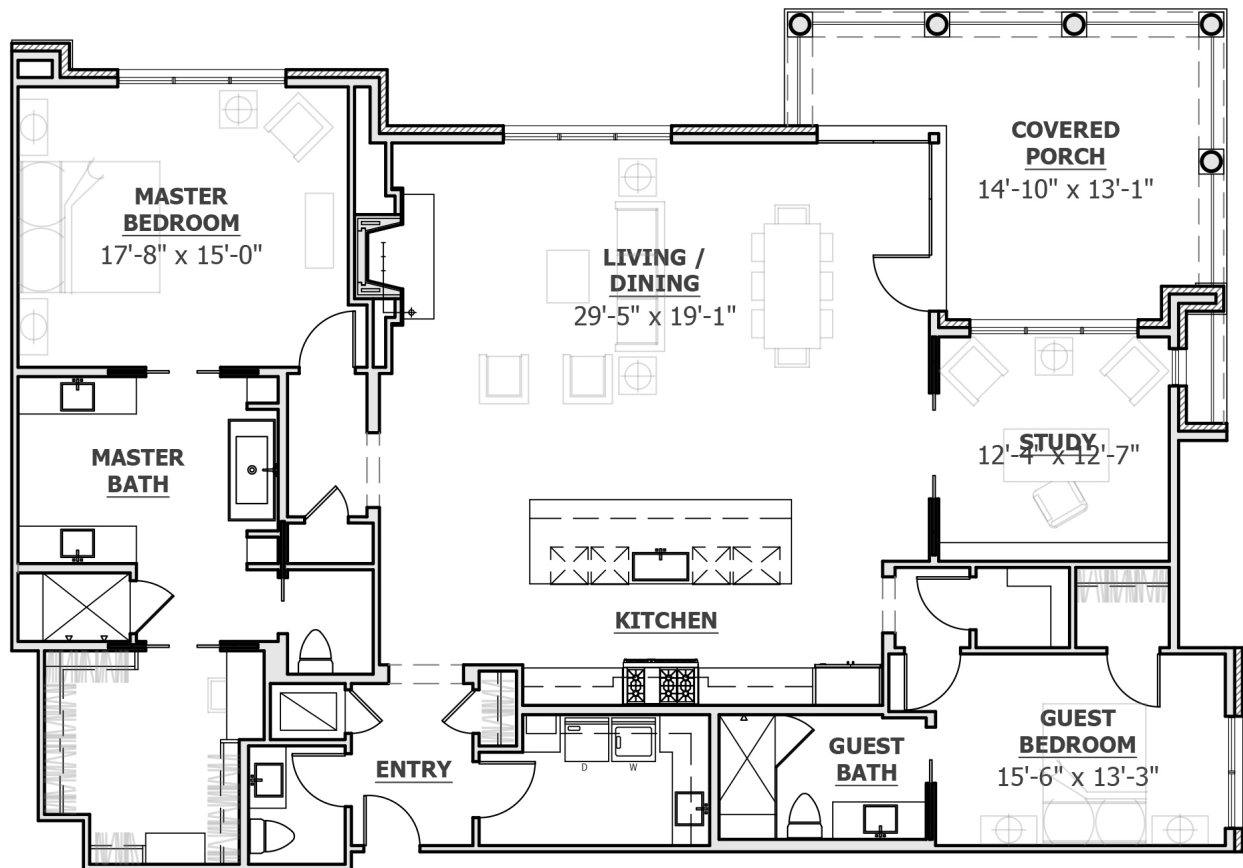 COVERED
PORCH
14'-10" x 13'-1"
MASTER
BEDROOM
17'-8" x 15'-0"
LIVING /
DINING
29'-5" x 19'-1"
STUDY
12'-4" x 12'-7"
MASTER
BATH
KITCHEN
GUEST
BEDROOM
15'-6" x 13'-3"
GUEST
BATH
ENTRY
D
W